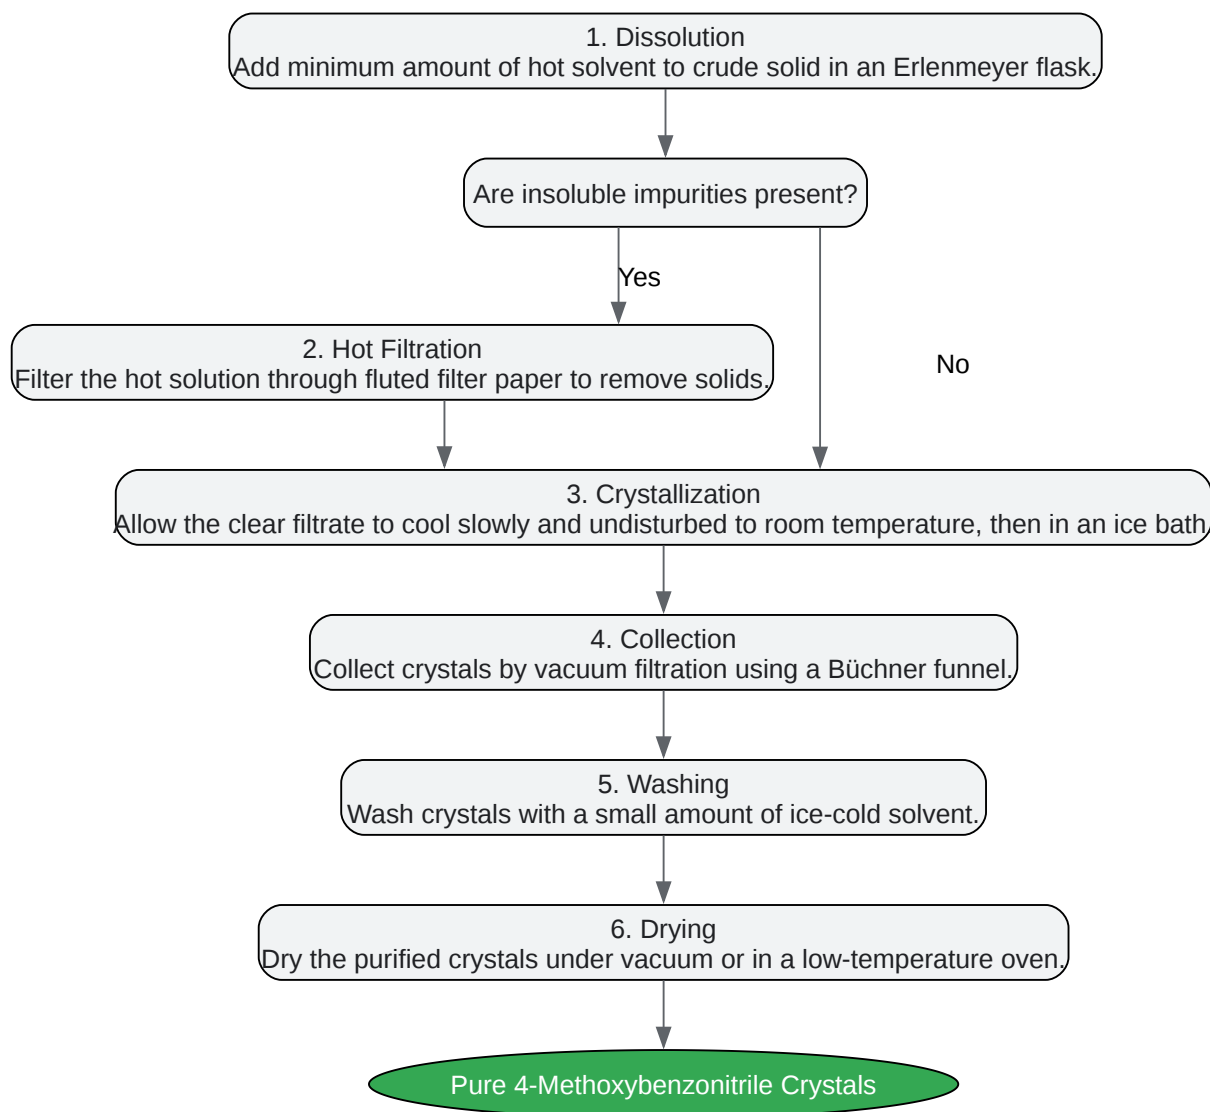 1. Dissolution
Add minimum amount of hot solvent to crude solid in an Erlenmeyer flask.
Are insoluble impurities present?
Yes
2. Hot Filtration
Filter the hot solution through fluted filter paper to remove solids.
No
3. Crystallization
Allow the clear filtrate to cool slowly and undisturbed to room temperature, then in an ice bath.
4. Collection
Collect crystals by vacuum filtration using a Büchner funnel.
5. Washing
Wash crystals with a small amount of ice-cold solvent.
6. Drying
Dry the purified crystals under vacuum or in a low-temperature oven.
Pure 4-Methoxybenzonitrile Crystals